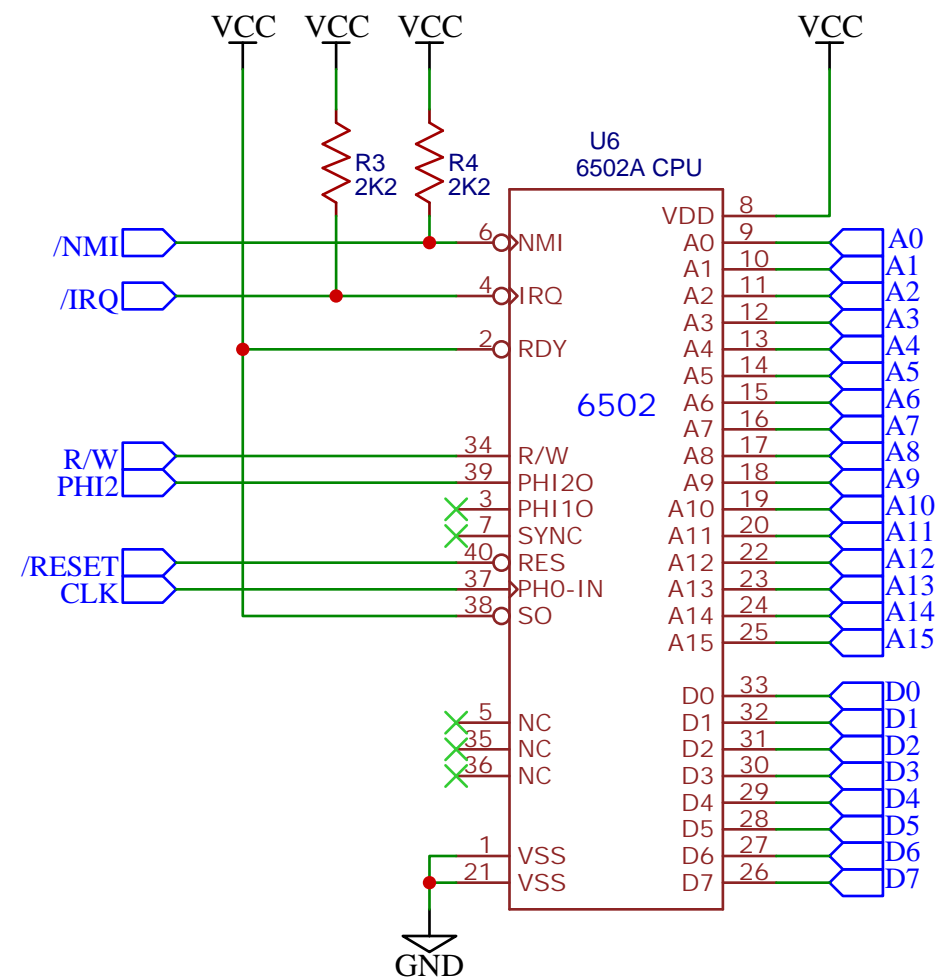 VCC VCC VCC VCC
R3
2K2
R4
2K2
U6
6502A CPU
/NMI 6 NMI
/IRQ 4 IRQ
2 RDY
6502
R/W 34 R/W
PHI2 39 PHI2O
3 PHI1O
7 SYNC
/RESET 40 RES
CLK 37 PH0-IN
38 SO
5 NC
35 NC
36 NC
1 VSS
21 VSS
GND
VDD 8
A0 9 A0
A1 10 A1
A2 11 A2
A3 12 A3
A4 13 A4
A5 14 A5
A6 15 A6
A7 16 A7
A8 17 A8
A9 18 A9
A10 19 A10
A11 20 A11
A12 22 A12
A13 23 A13
A14 24 A14
A15 25 A15
D0 33 D0
D1 32 D1
D2 31 D2
D3 30 D3
D4 29 D4
D5 28 D5
D6 27 D6
D7 26 D7